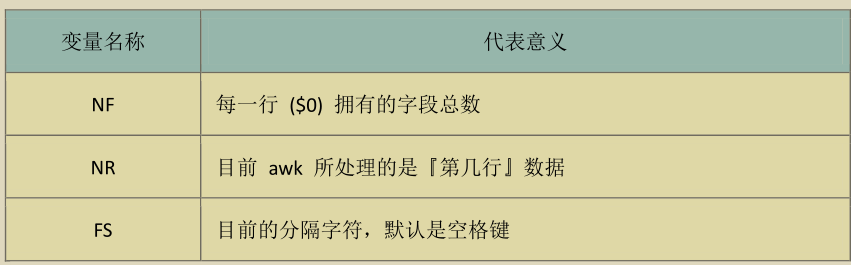 变量名称 代表意义
NF 每一行 ($0) 拥有的字段总数
NR 目前 awk 所处理的是『第几行』数据
FS 目前的分隔字符，默认是空格键